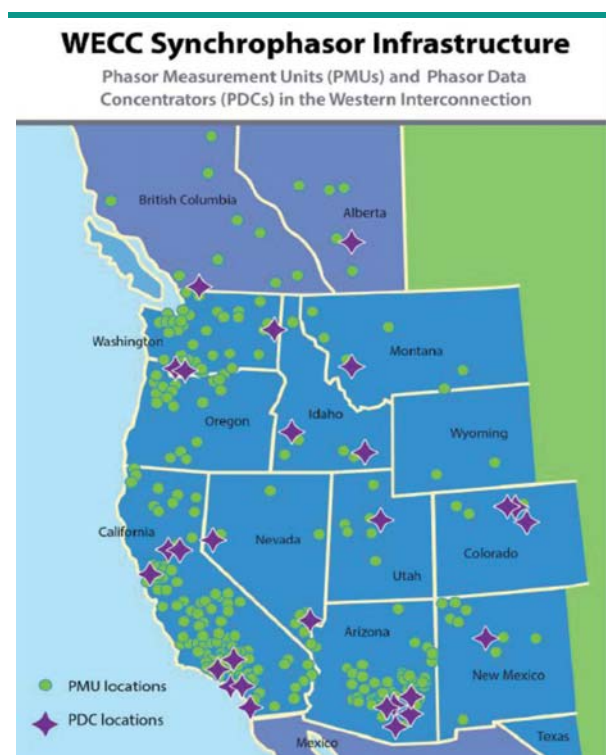 WECC Synchrophasor Infrastructure
Phasor Measurement Units (PMUs) and Phasor Data
Concentrators (PDCs) in the Western Interconnection
British Columbia
Alberta
Washington
Montana
Oregon
Idaho
Wyoming
California
Nevada
Utah
Colorado
Arizona
New Mexico
PMU locations
PDC locations
Mexico
Texas